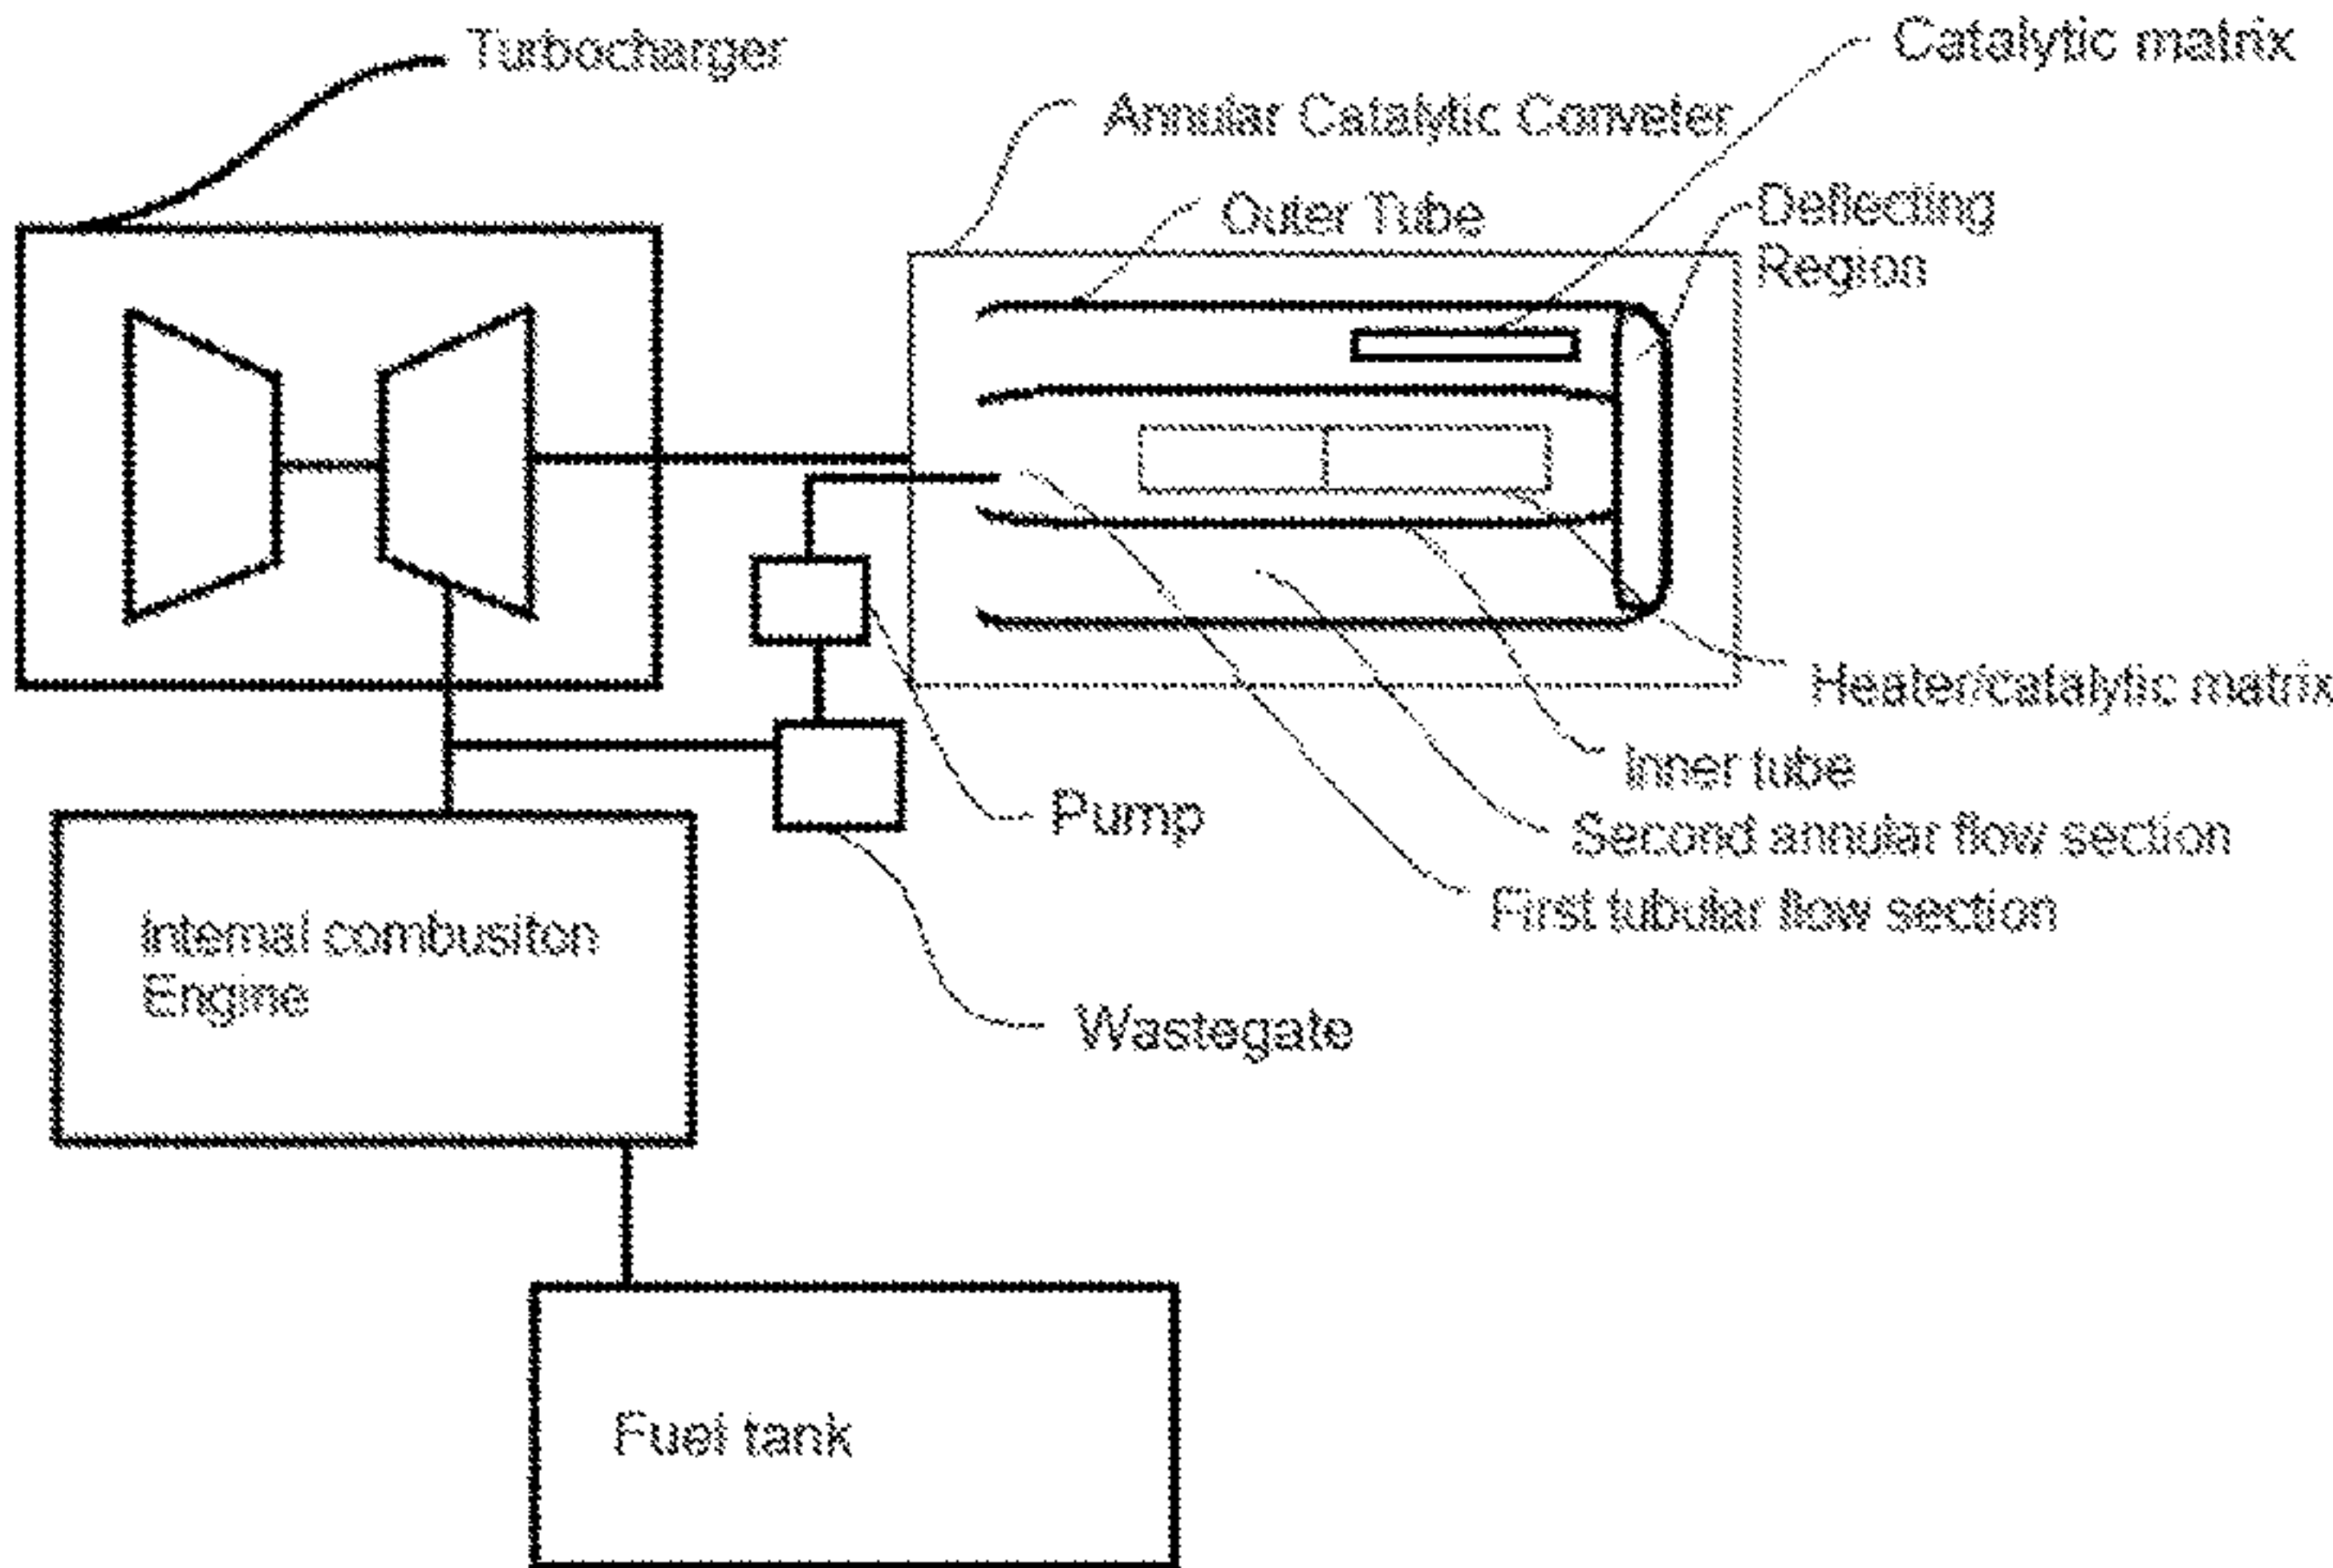 Turbocharger
Catalytic matrix
Annular Catalytic Conveter
Outer Tube
Deflecting
Region
Heater/catalytic matrix
Inner tube
Second annular flow section
First tubular flow section
Pump
Wastegate
Internal combusiton
Engine
Fuel tank